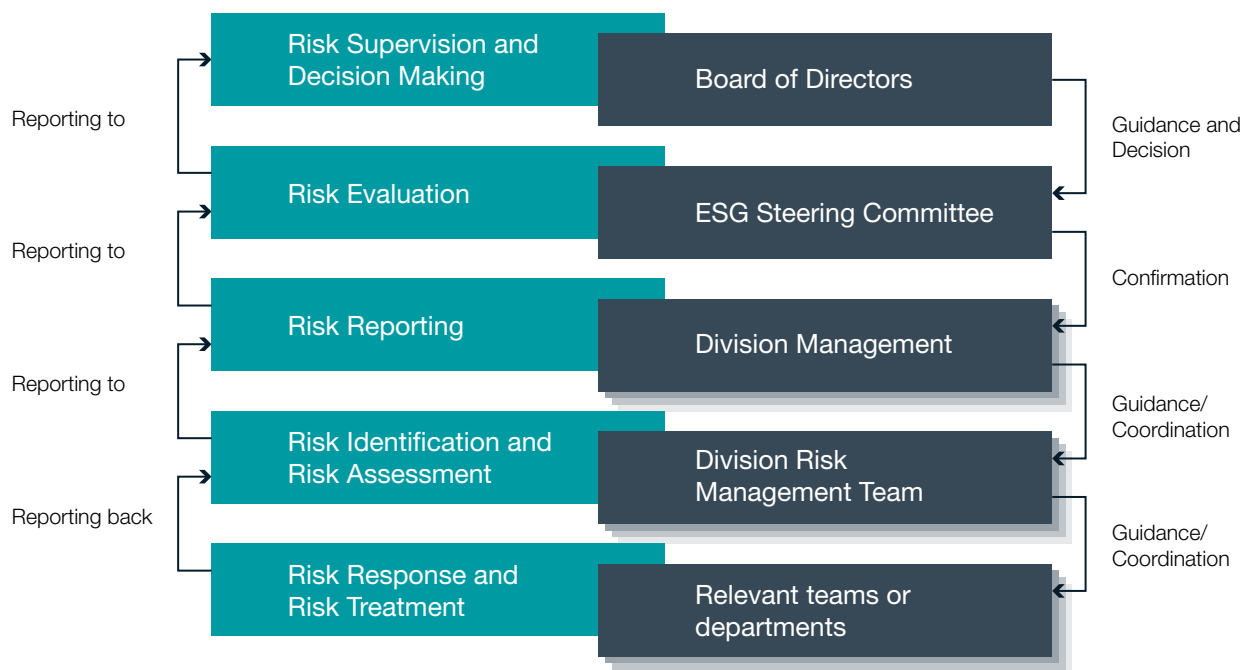 Risk Supervision and
Decision Making
Board of Directors
Reporting to
Guidance and
Decision
Risk Evaluation
ESG Steering Committee
Reporting to
Confirmation
Risk Reporting
Division Management
Reporting to
Guidance/
Coordination
Risk Identification and
Risk Assessment
Division Risk
Management Team
Reporting back
Guidance/
Coordination
Risk Response and
Risk Treatment
Relevant teams or
departments